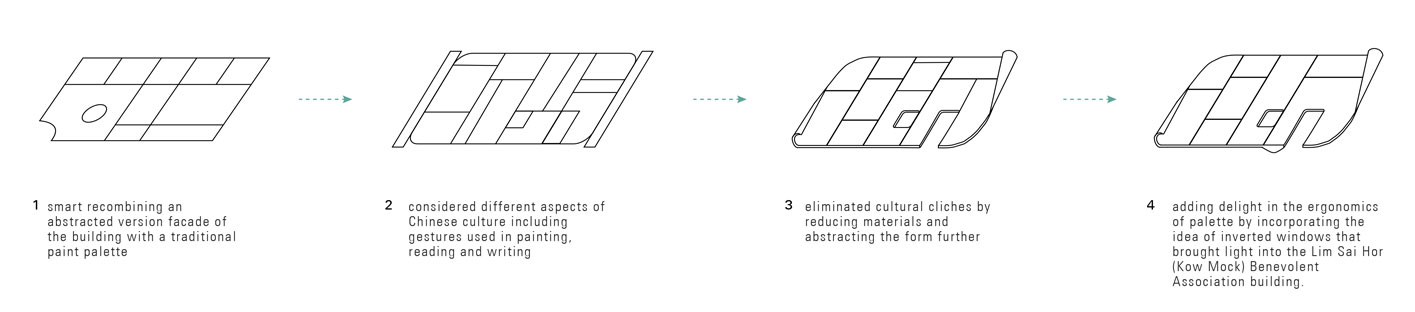 1 smart recombining an
abstracted version facade of
the building with a traditional
paint palette
2 considered different aspects of
Chinese culture including
gestures used in painting,
reading and writing
3 eliminated cultural cliches by
reducing materials and
abstracting the form further
4 adding delight in the ergonomics
of palette by incorporating the
idea of inverted windows that
brought light into the Lim Sai Hor
(Kow Mock) Benevolent
Association building.